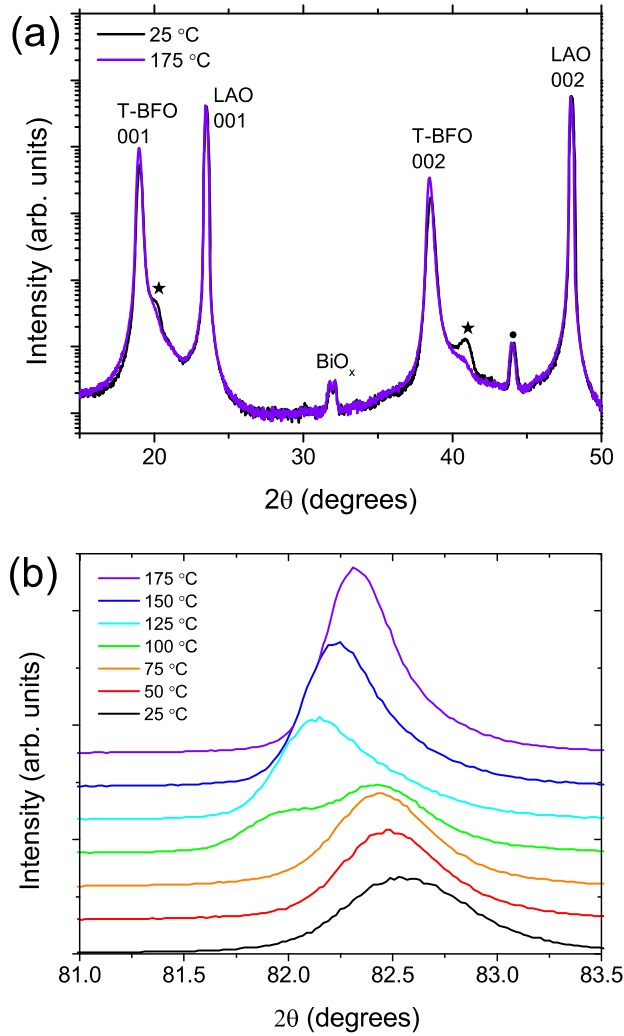 (a)
25 °C
175 °C
T-BFO
001
LAO
001
T-BFO
002
LAO
002
★
★
•
BiOₓ
Intensity (arb. units)
20
30
40
50
2θ (degrees)
(b)
175 °C
150 °C
125 °C
100 °C
75 °C
50 °C
25 °C
Intensity (arb. units)
81.0
81.5
82.0
82.5
83.0
83.5
2θ (degrees)